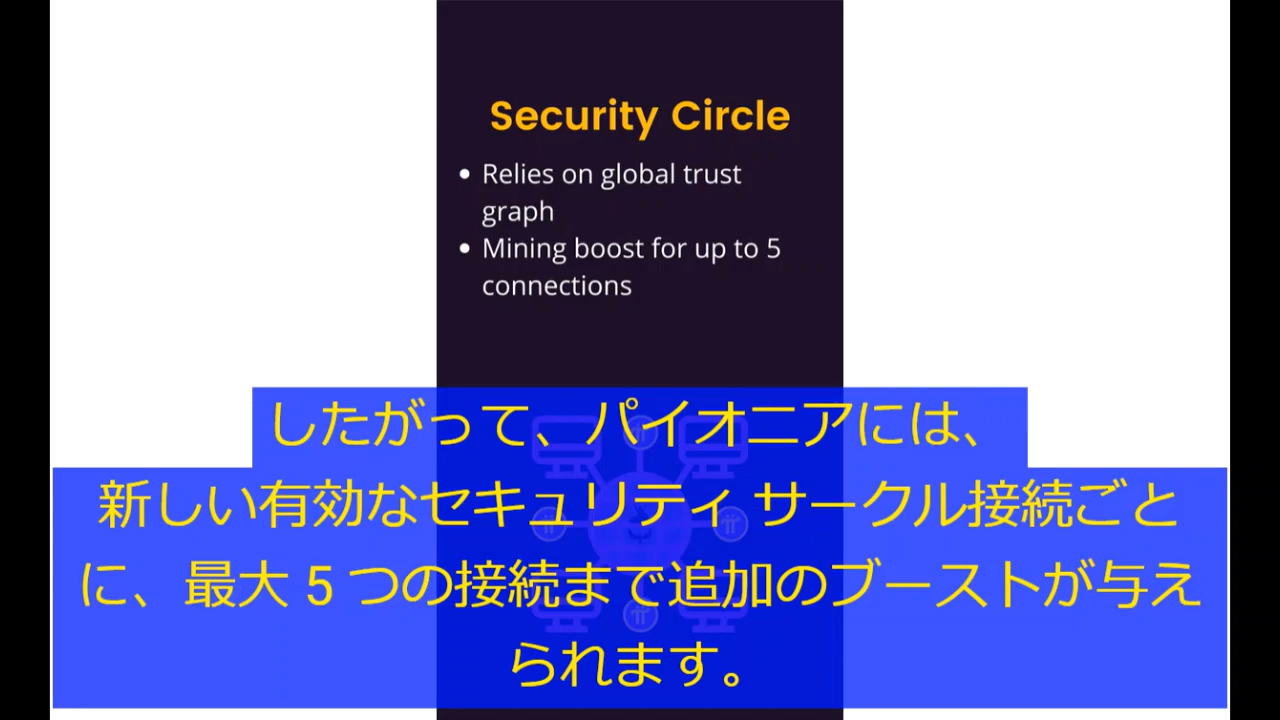 Security Circle
• Relies on global trust
graph
• Mining boost for up to 5
connections
したがって、パイオニアには、
新しい有効なセキュリティ サークル接続ごと
に、最大 5 つの接続まで追加のブーストが与え
られます。